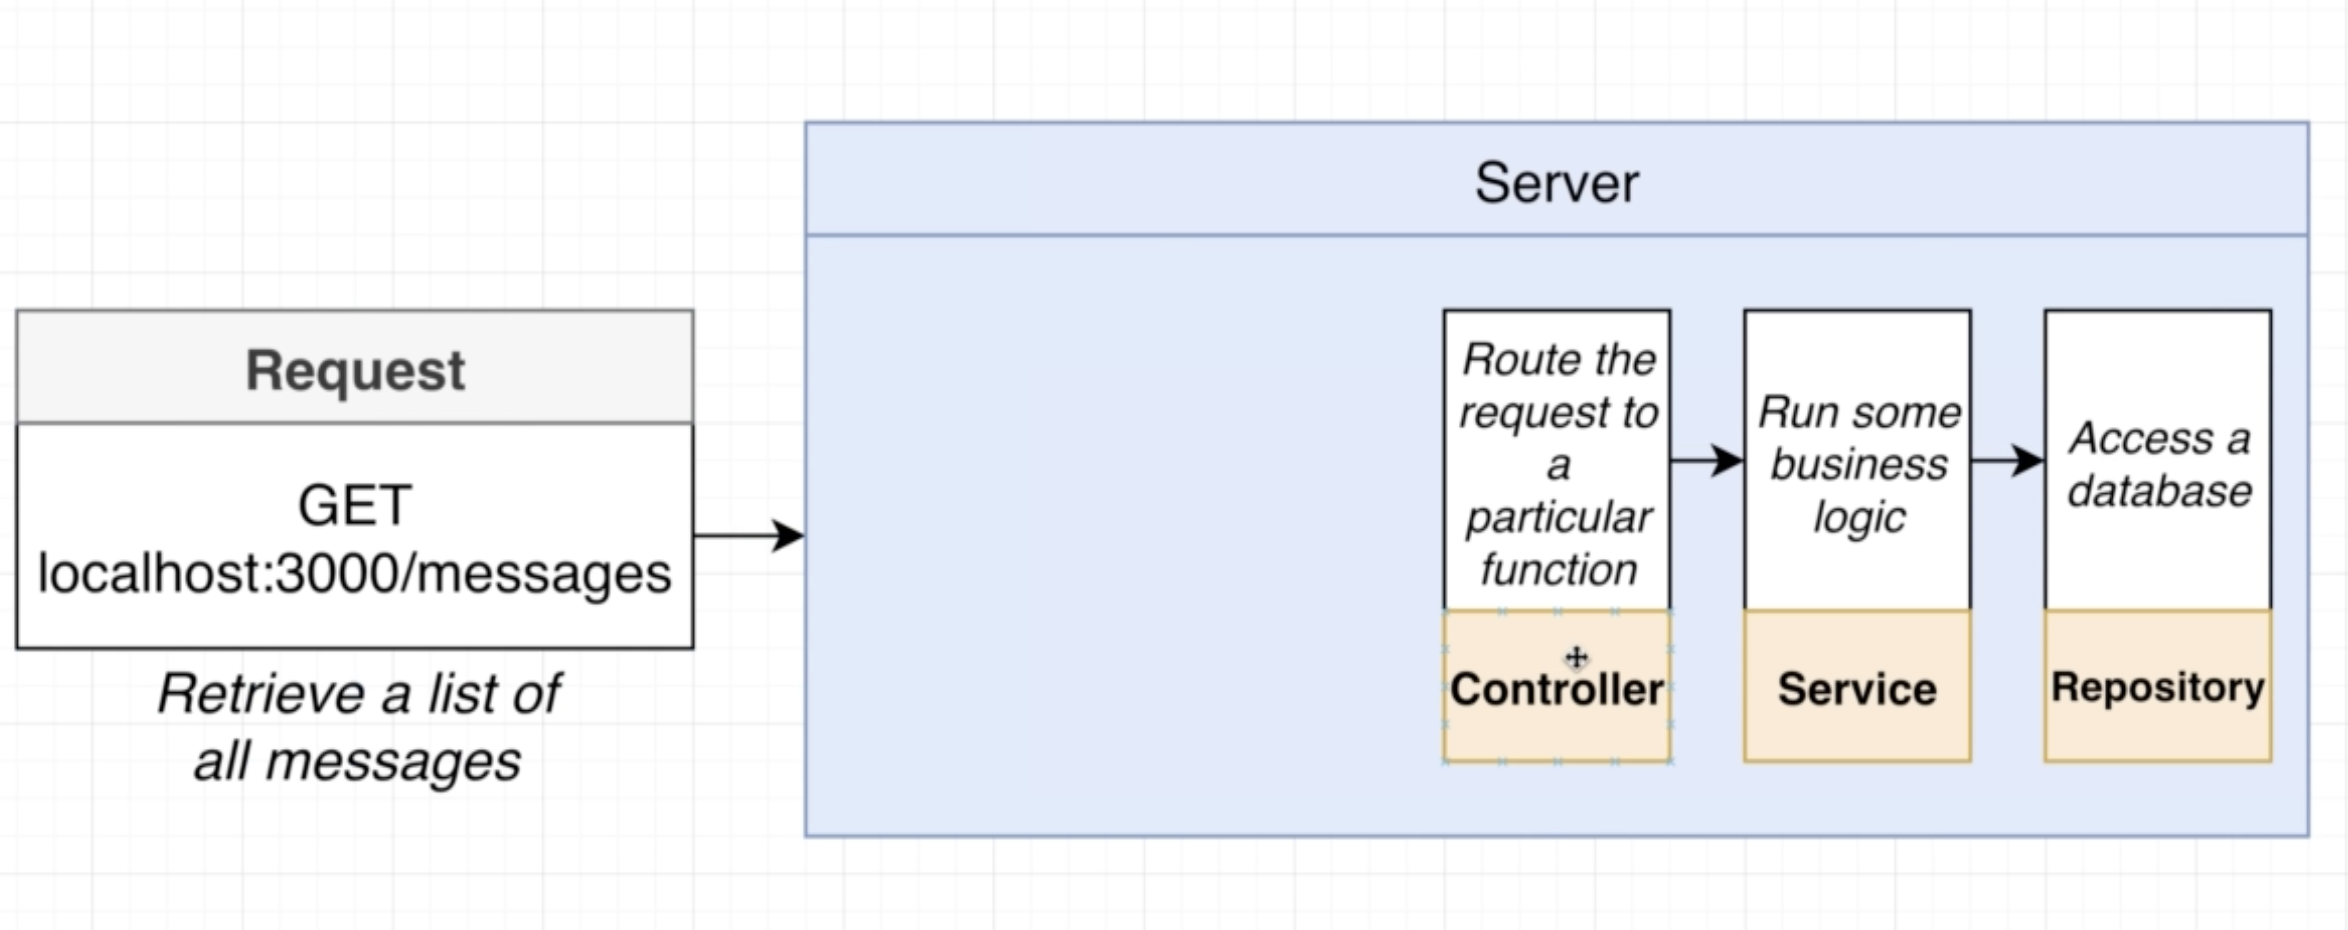 Server
Request
GET
localhost:3000/messages
Retrieve a list of
all messages
Route the
request to
a
particular
function
Controller
Run some
business
logic
Service
Access a
database
Repository